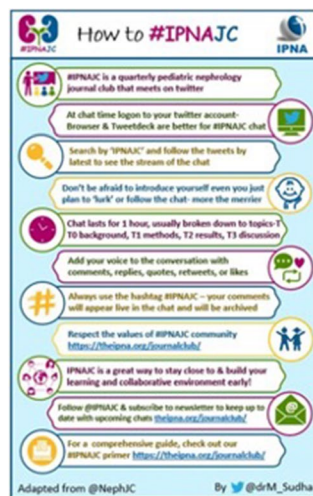 #IPNAJC
How to #IPNAJC
IPNA
#IPNAJC is a quarterly pediatric nephrology
journal club that meets on twitter
At chat time logon to your twitter account-
Browser & Tweetdeck are better for #IPNAJC chat
Search by 'IPNAJC' and follow the tweets by
latest to see the stream of the chat
Don't be afraid to introduce yourself even you just
plan to 'lurk' or follow the chat- more the merrier
Chat lasts for 1 hour, usually broken down to topics-T
T0 background, T1 methods, T2 results, T3 discussion
Add your voice to the conversation with
comments, replies, quotes, retweets, or likes
Always use the hashtag #IPNAJC – your comments
will appear live in the chat and will be archived
Respect the values of #IPNAJC community
https://theipna.org/journalclub/
IPNAJC is a great way to stay close to & build your
learning and collaborative environment early!
Follow @IPNAJC & subscribe to newsletter to keep up to
date with upcoming chats theipna.org/journalclub/
For a comprehensive guide, check out our
#IPNAJC primer https://theipna.org/journalclub/
Adapted from @NephJC
By @drM_Sudha